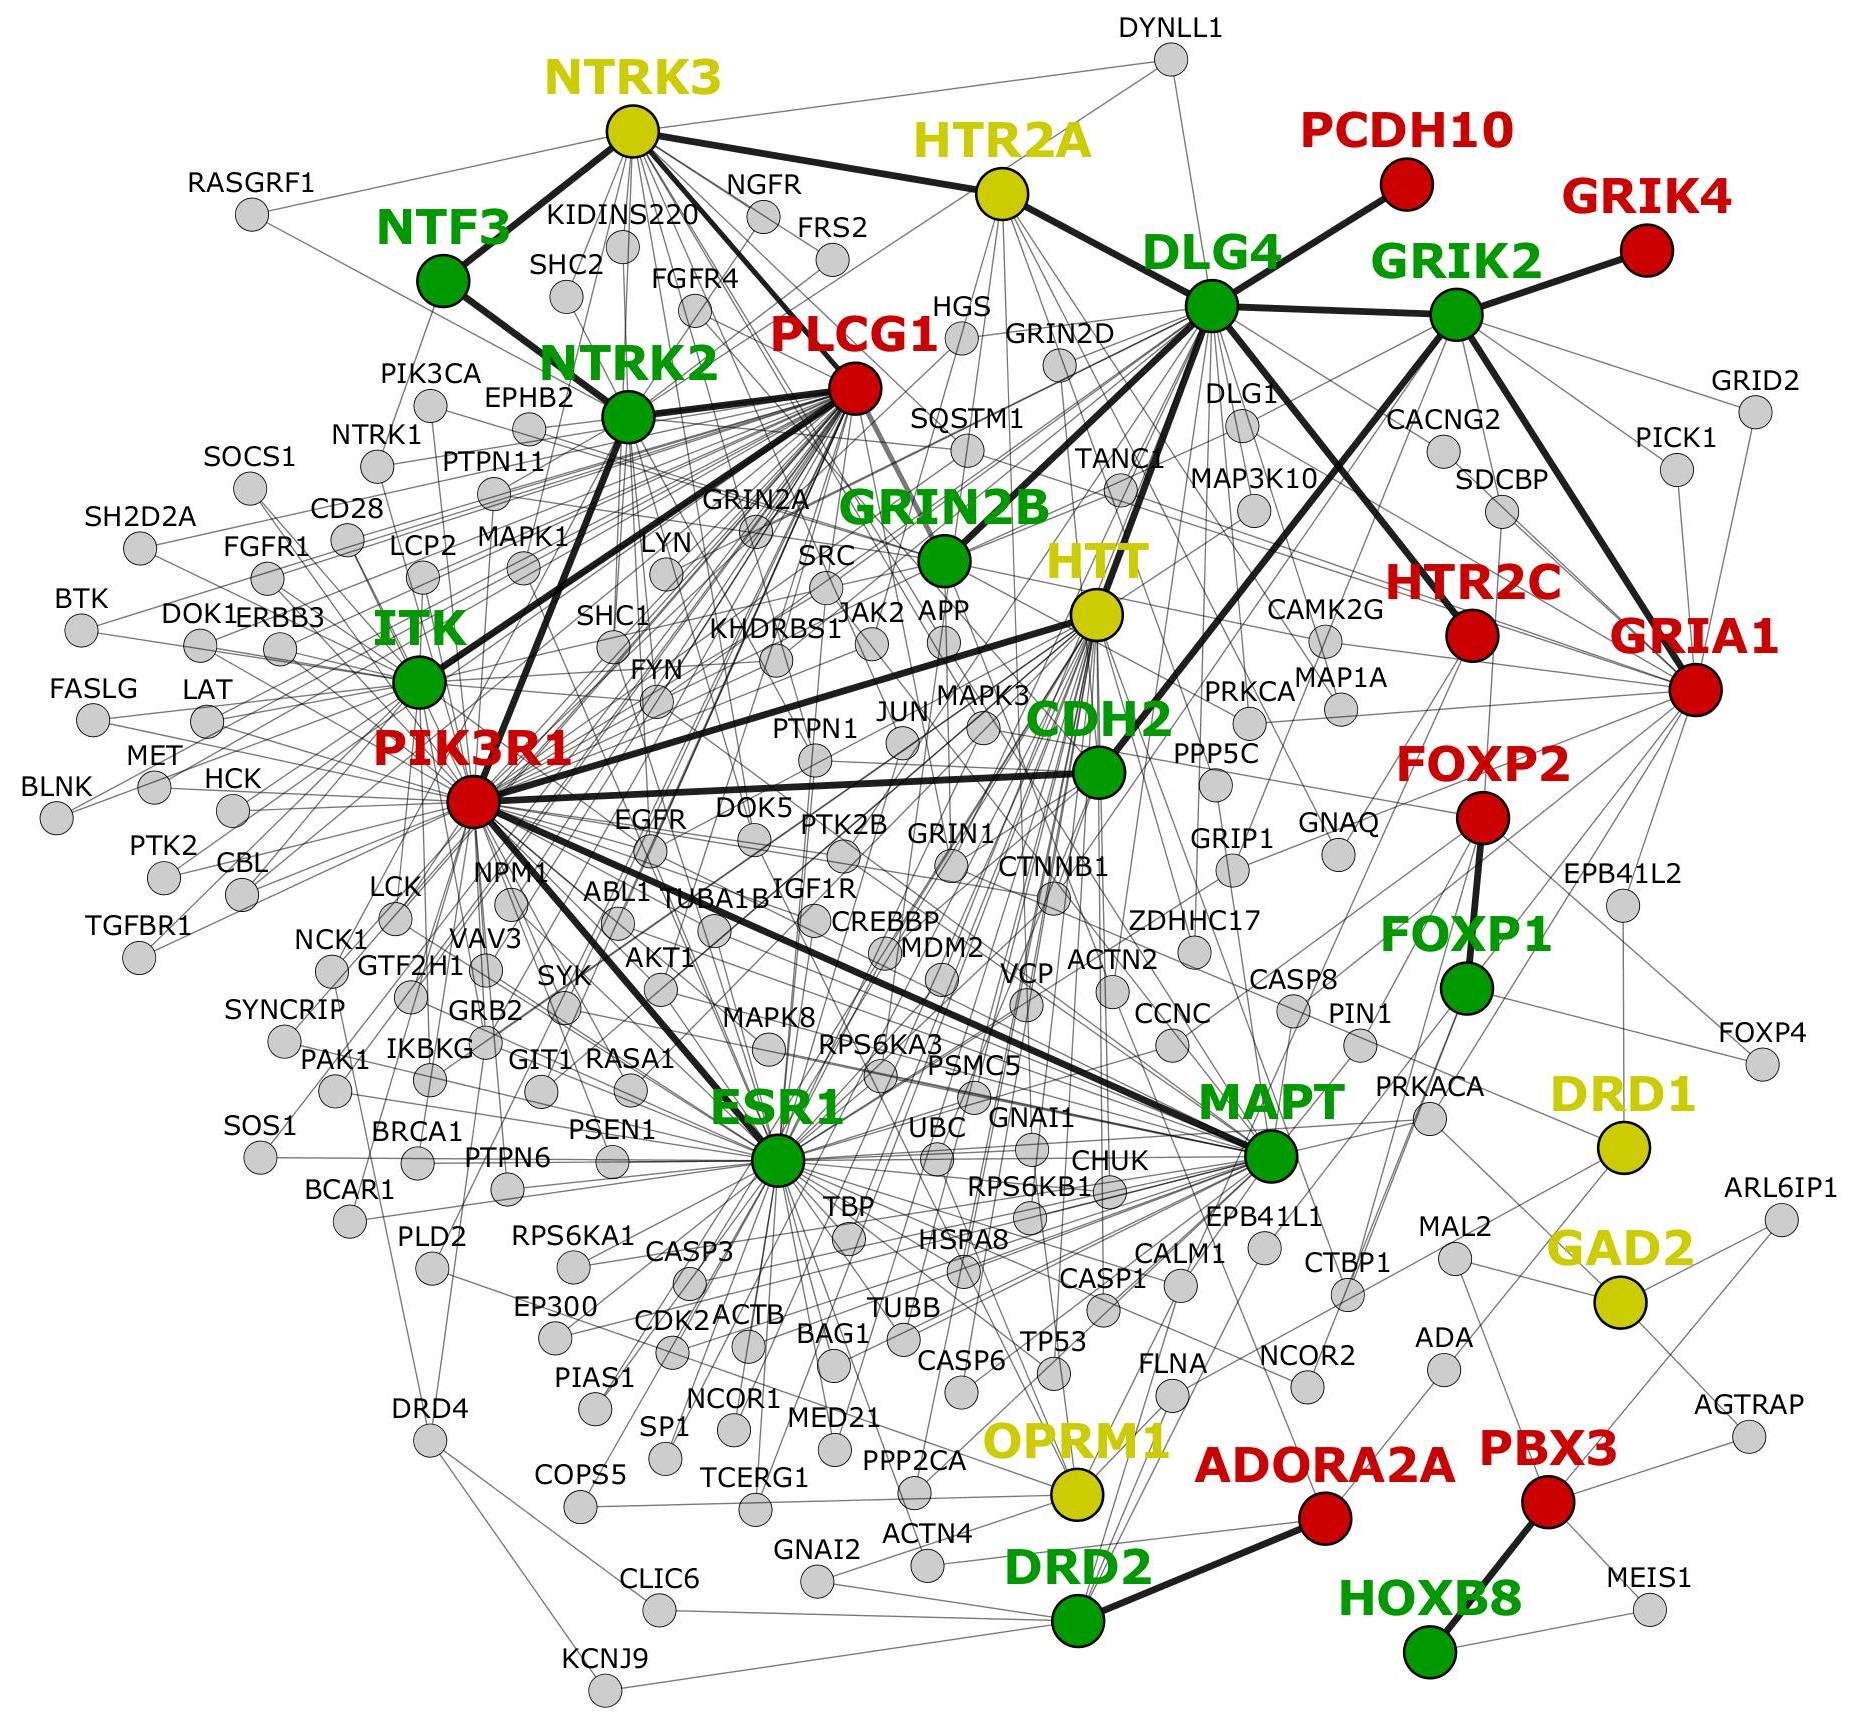 DYNLL1
NTRK3
PCDH10
HTR2A
RASGRF1
NGFR
GRIK4
KIDINS220
NTF3
FRS2
DLG4
GRIK2
SHC2
FGFR4
HGS
PLCG1
GRIN2D
NTRK2
PIK3CA
GRID2
EPHB2
DLG1
SQSTM1
CACNG2
NTRK1
PICK1
SOCS1
PTPN11
TANC1
MAP3K10
SDCBP
GRIN2A
GRIN2B
CD28
SH2D2A
MAPK1
LYN
FGFR1
LCP2
SRC
HTT
HTR2C
BTK
DOK1
ERBB3
ITK
SHC1
KHDRBS1
JAK2
APP
CAMK2G
GRIA1
FYN
FASLG
LAT
MAPK3
PRKCA
MAP1A
JUN
CDH2
PTPN1
PIK3R1
MET
PPP5C
FOXP2
BLNK
HCK
EGFR
DOK5
PTK2B
GRIN1
GNAQ
GRIP1
PTK2
CBL
NPM1
CTNNB1
EPB41L2
LCK
ABL1
TUBA1B
IGF1R
TGFBR1
CREBBP
ZDHHC17
FOXP1
NCK1
VAV3
MDM2
GTF2H1
AKT1
ACTN2
SYK
VCP
CASP8
SYNCRIP
GRB2
MAPK8
CCNC
PIN1
FOXP4
PAK1
IKBKG
GIT1
RASA1
RPS6KA3
PSMC5
PRKACA
DRD1
ESR1
MAPT
SOS1
BRCA1
PSEN1
UBC
GNAI1
PTPN6
CHUK
BCAR1
RPS6KB1
ARL6IP1
TBP
EPB41L1
MAL2
PLD2
RPS6KA1
CASP3
HSPA8
CALM1
GAD2
CTBP1
CASP1
EP300
CDK2
ACTB
TUBB
BAG1
TP53
ADA
CASP6
FLNA
NCOR2
PIAS1
NCOR1
AGTRAP
DRD4
SP1
MED21
OPRM1
PBX3
COPS5
TCERG1
PPP2CA
ADORA2A
ACTN4
GNAI2
DRD2
CLIC6
MEIS1
HOXB8
KCNJ9